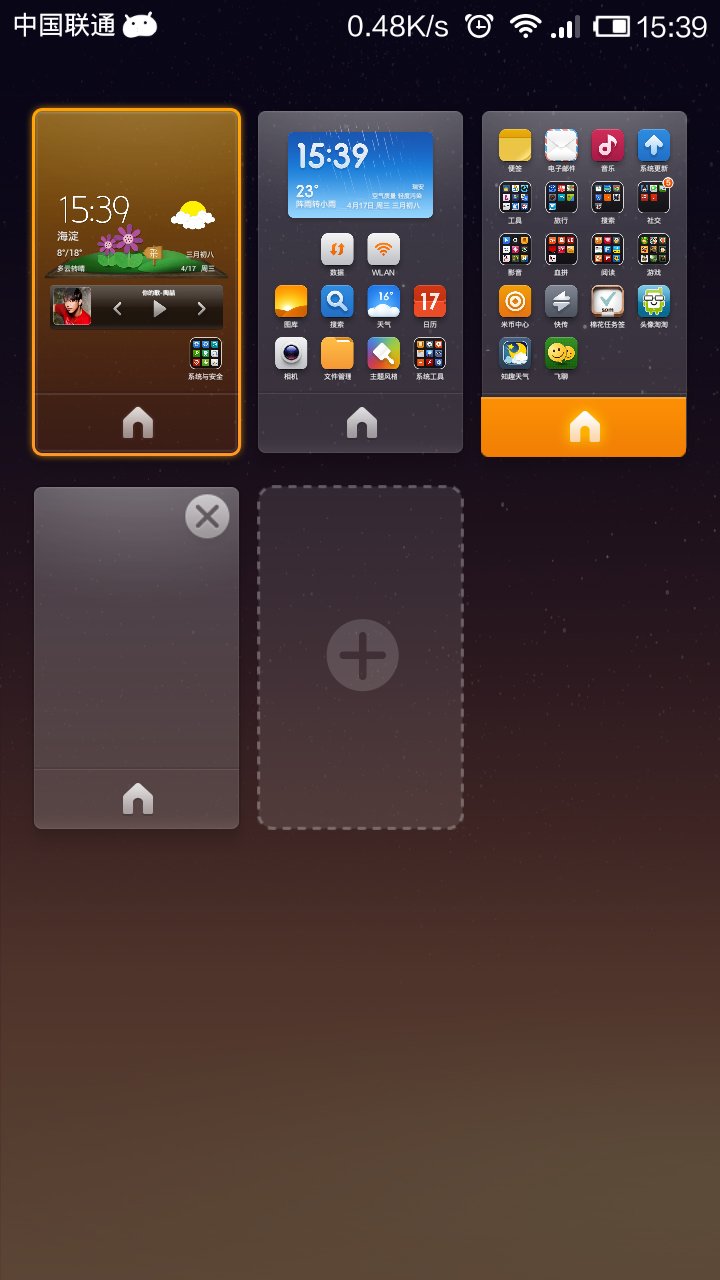 中国联通 0.48K/s 15:39
15:39
海淀
8°/18° 三月初八
多云转晴 4/17 周三
你的歌-陶喆
系统与安全
15:39
23° 瑞安
空气质量 轻度污染
阵雨转小雨 4月17日 周三 三月初八
数据 WLAN
16° 17
图库 搜索 天气 日历
相机 文件管理 主题风格 系统工具
便签 电子邮件 音乐 系统更新
工具 旅行 搜索 社交
影音 血拼 阅读 游戏
米币中心 快传 棉花任务签 头像淘淘
知趣天气 飞聊